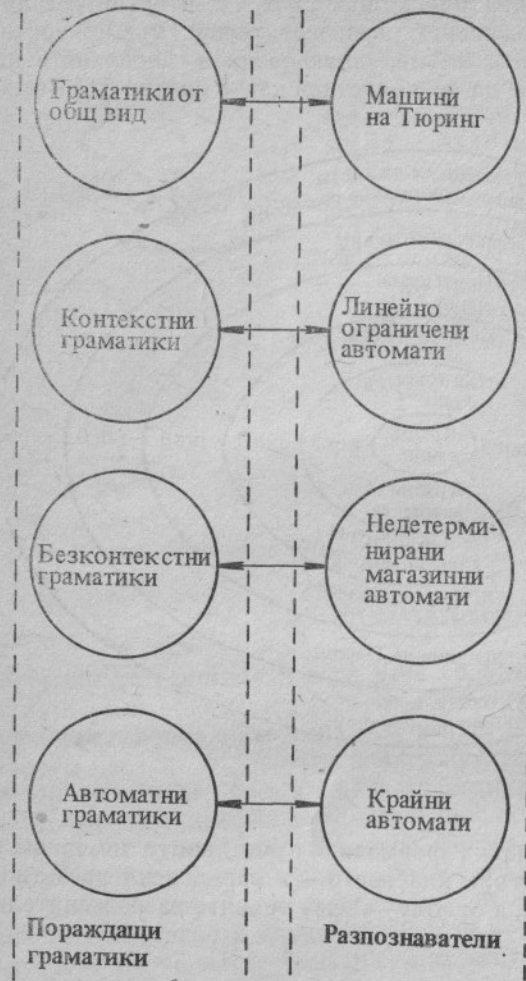 Граматики от
общ вид
Машини
на Тюринг
Контекстни
граматики
Линейно
ограничени
автомати
Безконтекстни
граматики
Недетерми-
нирани
магазинни
автомати
Автоматни
граматики
Крайни
автомати
Пораждащи
граматики
Разпознаватели